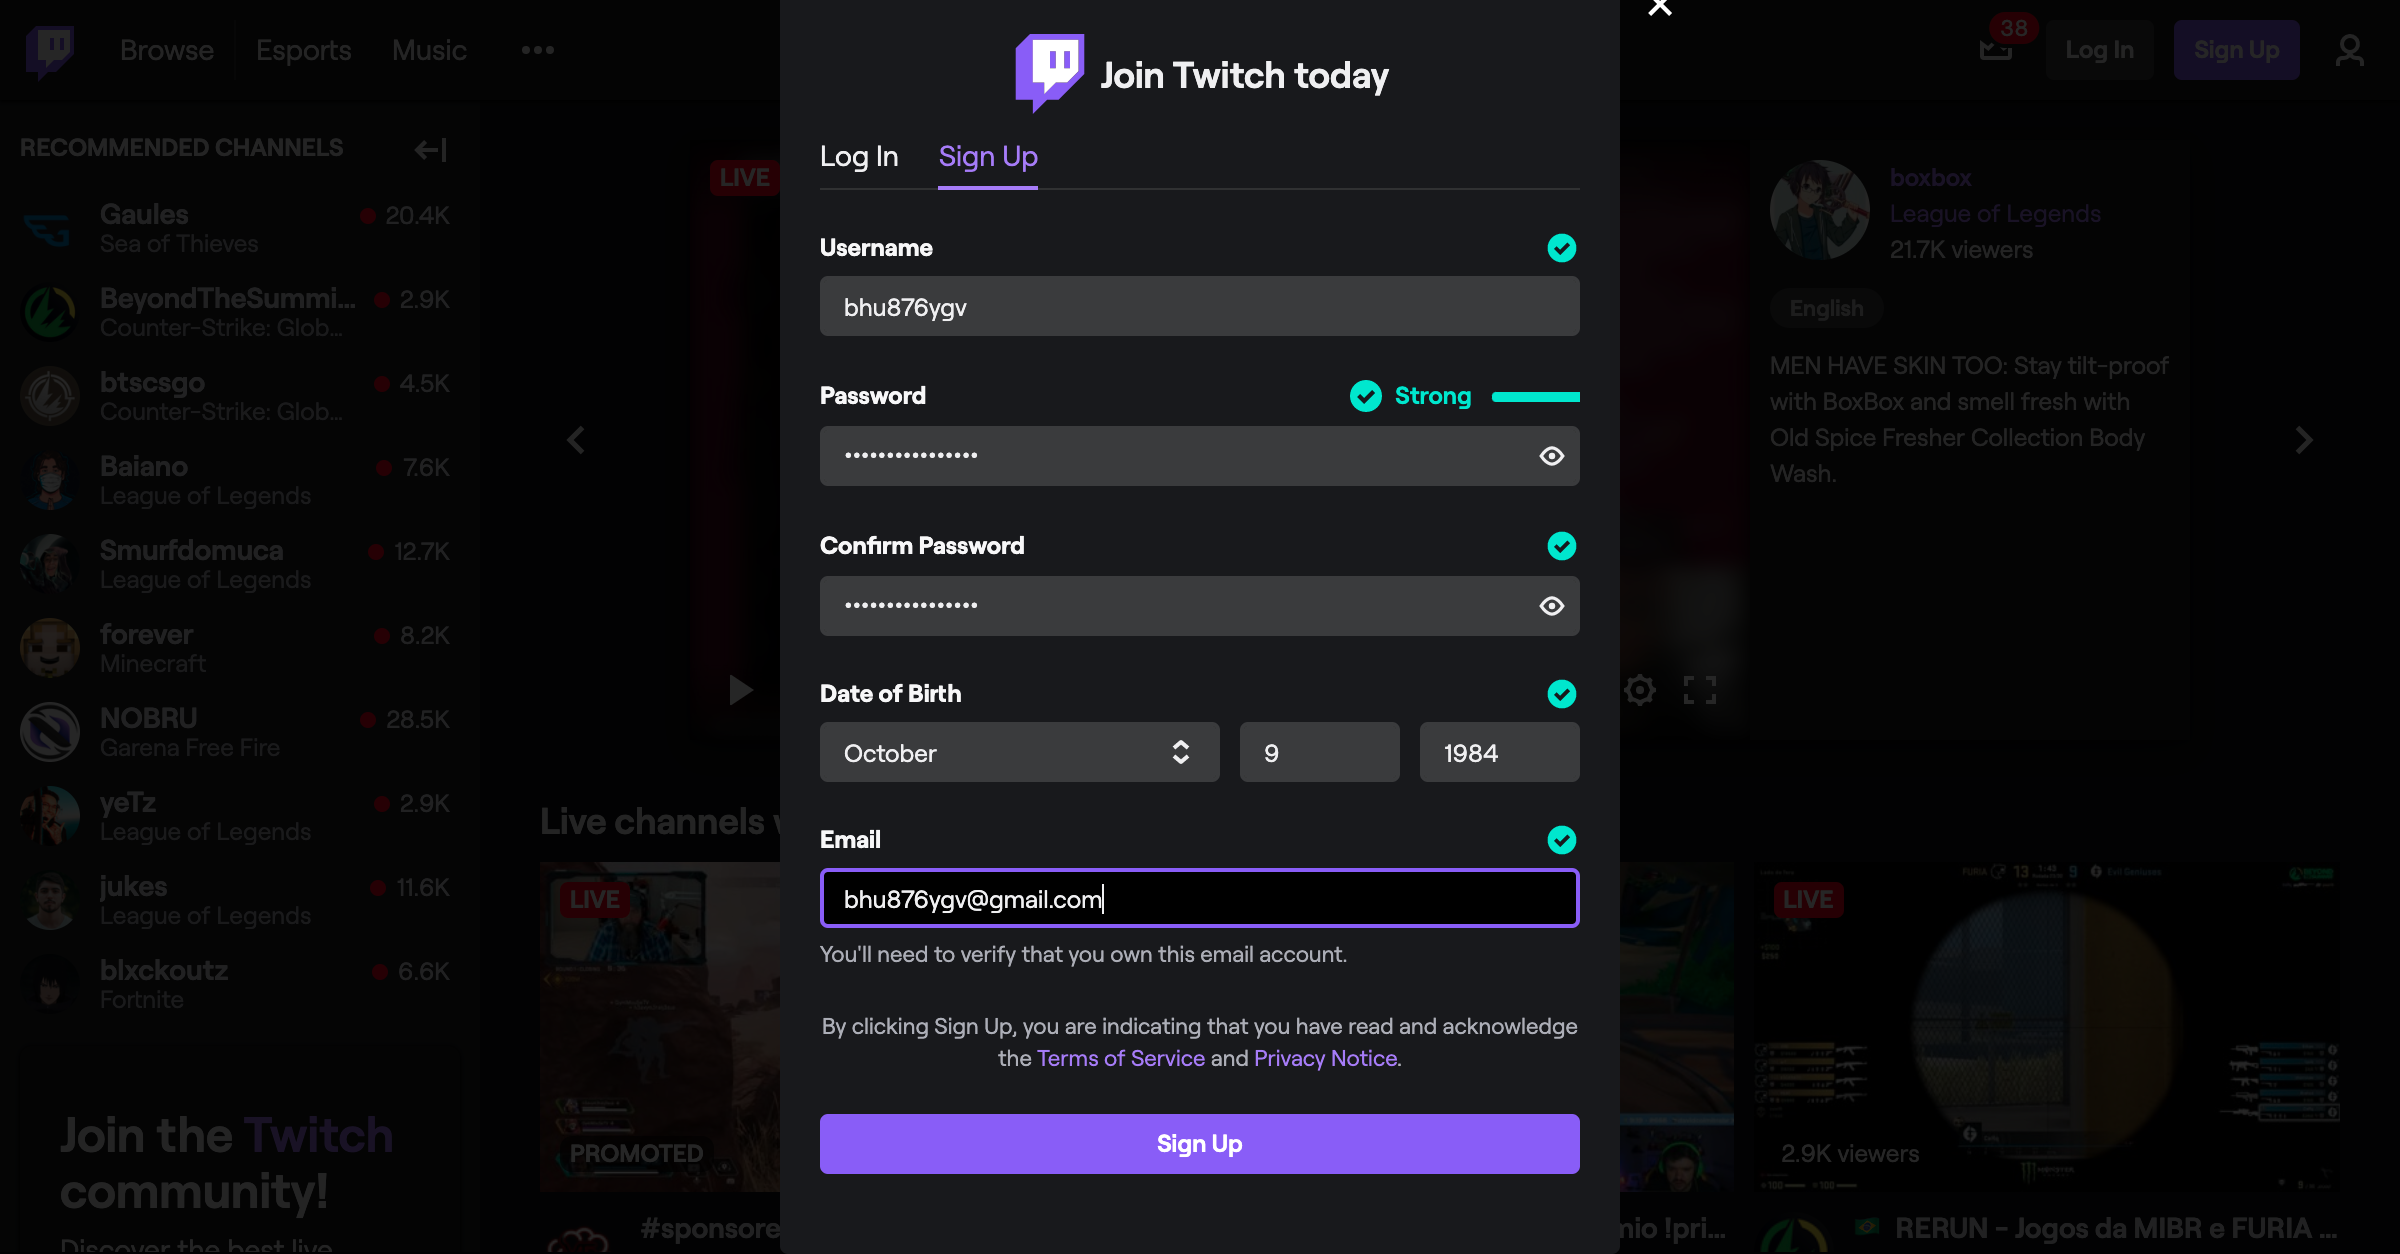 Browse
Esports
Music
38
Log In
Sign Up
RECOMMENDED CHANNELS
Gaules
20.4K
Sea of Thieves
BeyondTheSummi...
2.9K
Counter-Strike: Glob...
btscsgo
4.5K
Counter-Strike: Glob...
Baiano
7.6K
League of Legends
Smurfdomuca
12.7K
League of Legends
forever
8.2K
Minecraft
NOBRU
28.5K
Garena Free Fire
yeTz
2.9K
League of Legends
jukes
11.6K
League of Legends
blxckoutz
6.6K
Fortnite
Join the Twitch
community!
Discover the best live
LIVE
Join Twitch today
Log In
Sign Up
Username
bhu876ygv
Password
Strong
••••••••••••••••
Confirm Password
••••••••••••••••
Date of Birth
October
9
1984
Email
bhu876ygv@gmail.com
You'll need to verify that you own this email account.
By clicking Sign Up, you are indicating that you have read and acknowledge
the Terms of Service and Privacy Notice.
Sign Up
boxbox
League of Legends
21.7K viewers
English
MEN HAVE SKIN TOO: Stay tilt-proof
with BoxBox and smell fresh with
Old Spice Fresher Collection Body
Wash.
Live channels
LIVE
PROMOTED
#sponsore
LIVE
FURIA
13
1:43
9
Evil Geniuses
2.9K viewers
mio !pri...
RERUN - Jogos da MIBR e FURIA ...